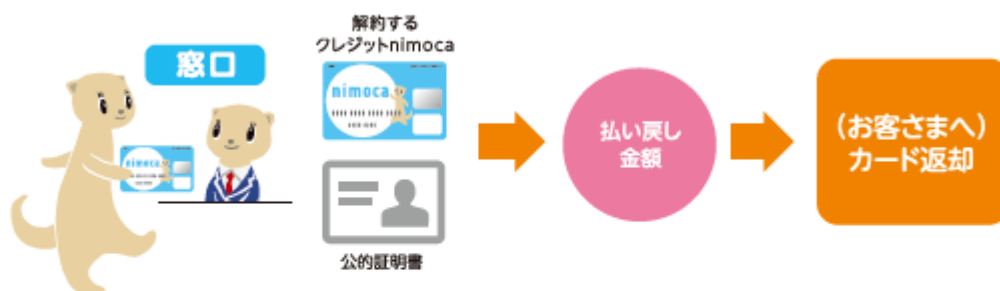 窓口
nimoca
解約する
クレジットnimoca
nimoca
公的証明書
払い戻し
金額
(お客さまへ)
カード返却